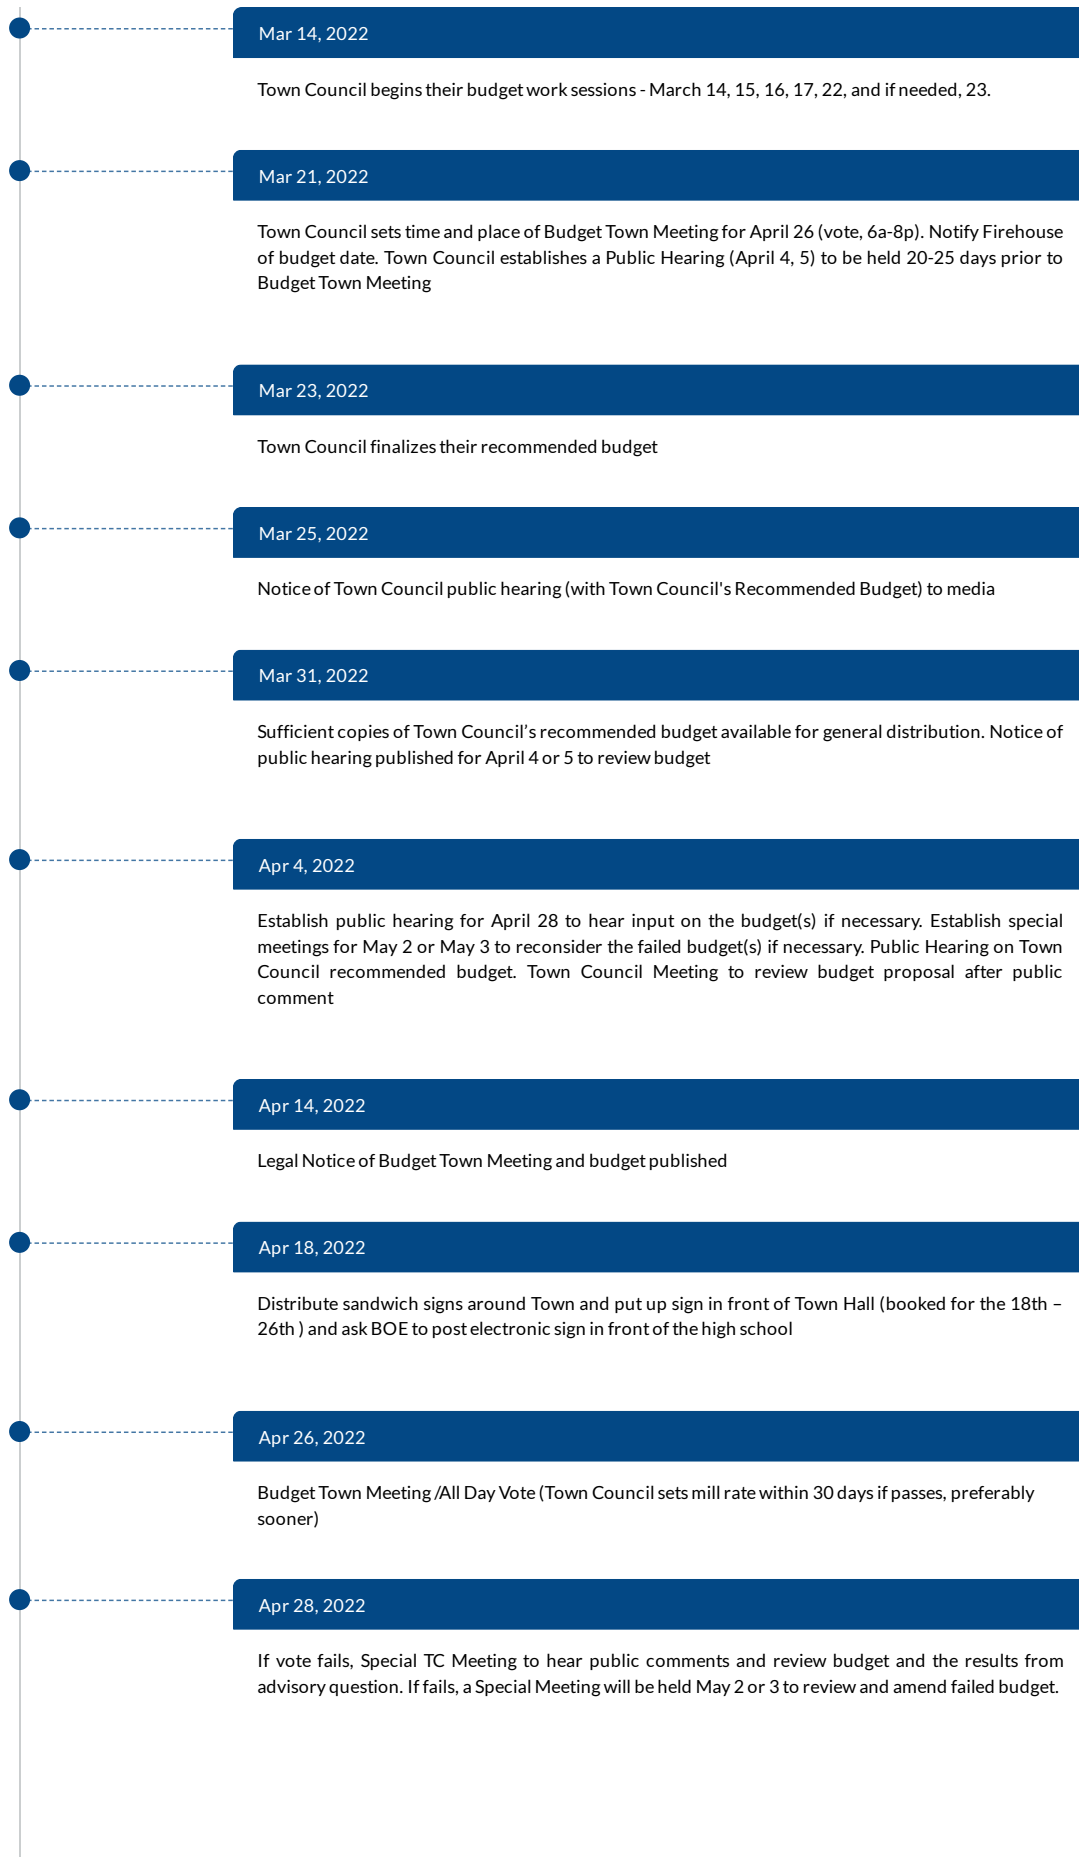 Mar 14, 2022
Town Council begins their budget work sessions - March 14, 15, 16, 17, 22, and if needed, 23.
Mar 21, 2022
Town Council sets time and place of Budget Town Meeting for April 26 (vote, 6a-8p). Notify Firehouse
of budget date. Town Council establishes a Public Hearing (April 4, 5) to be held 20-25 days prior to
Budget Town Meeting
Mar 23, 2022
Town Council finalizes their recommended budget
Mar 25, 2022
Notice of Town Council public hearing (with Town Council's Recommended Budget) to media
Mar 31, 2022
Sufficient copies of Town Council’s recommended budget available for general distribution. Notice of
public hearing published for April 4 or 5 to review budget
Apr 4, 2022
Establish public hearing for April 28 to hear input on the budget(s) if necessary. Establish special
meetings for May 2 or May 3 to reconsider the failed budget(s) if necessary. Public Hearing on Town
Council recommended budget. Town Council Meeting to review budget proposal after public
comment
Apr 14, 2022
Legal Notice of Budget Town Meeting and budget published
Apr 18, 2022
Distribute sandwich signs around Town and put up sign in front of Town Hall (booked for the 18th –
26th ) and ask BOE to post electronic sign in front of the high school
Apr 26, 2022
Budget Town Meeting /All Day Vote (Town Council sets mill rate within 30 days if passes, preferably
sooner)
Apr 28, 2022
If vote fails, Special TC Meeting to hear public comments and review budget and the results from
advisory question. If fails, a Special Meeting will be held May 2 or 3 to review and amend failed budget.